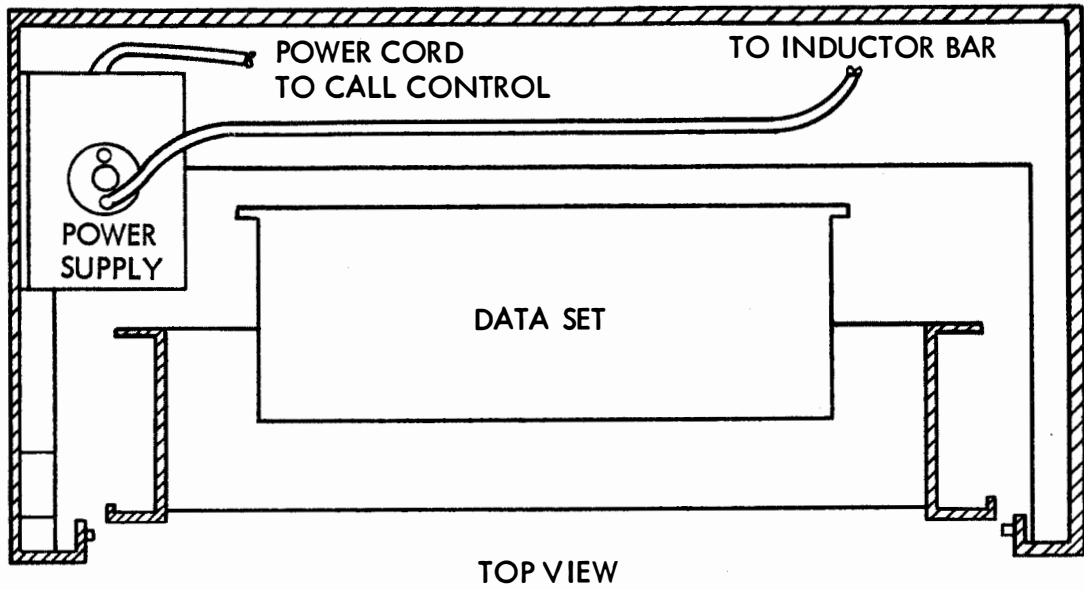 POWER CORD
TO CALL CONTROL
TO INDUCTOR BAR
POWER
SUPPLY
DATA SET
TOP VIEW